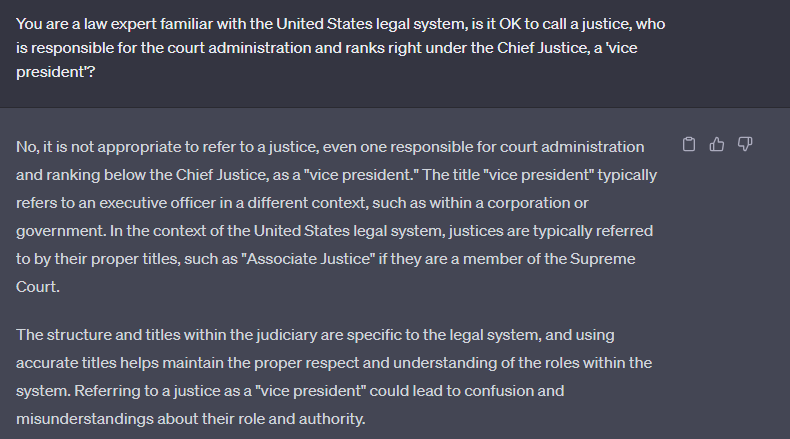 You are a law expert familiar with the United States legal system, is it OK to call a justice, who
is responsible for the court administration and ranks right under the Chief Justice, a 'vice
president'?
No, it is not appropriate to refer to a justice, even one responsible for court administration
and ranking below the Chief Justice, as a "vice president." The title "vice president" typically
refers to an executive officer in a different context, such as within a corporation or
government. In the context of the United States legal system, justices are typically referred
to by their proper titles, such as "Associate Justice" if they are a member of the Supreme
Court.
The structure and titles within the judiciary are specific to the legal system, and using
accurate titles helps maintain the proper respect and understanding of the roles within the
system. Referring to a justice as a "vice president" could lead to confusion and
misunderstandings about their role and authority.